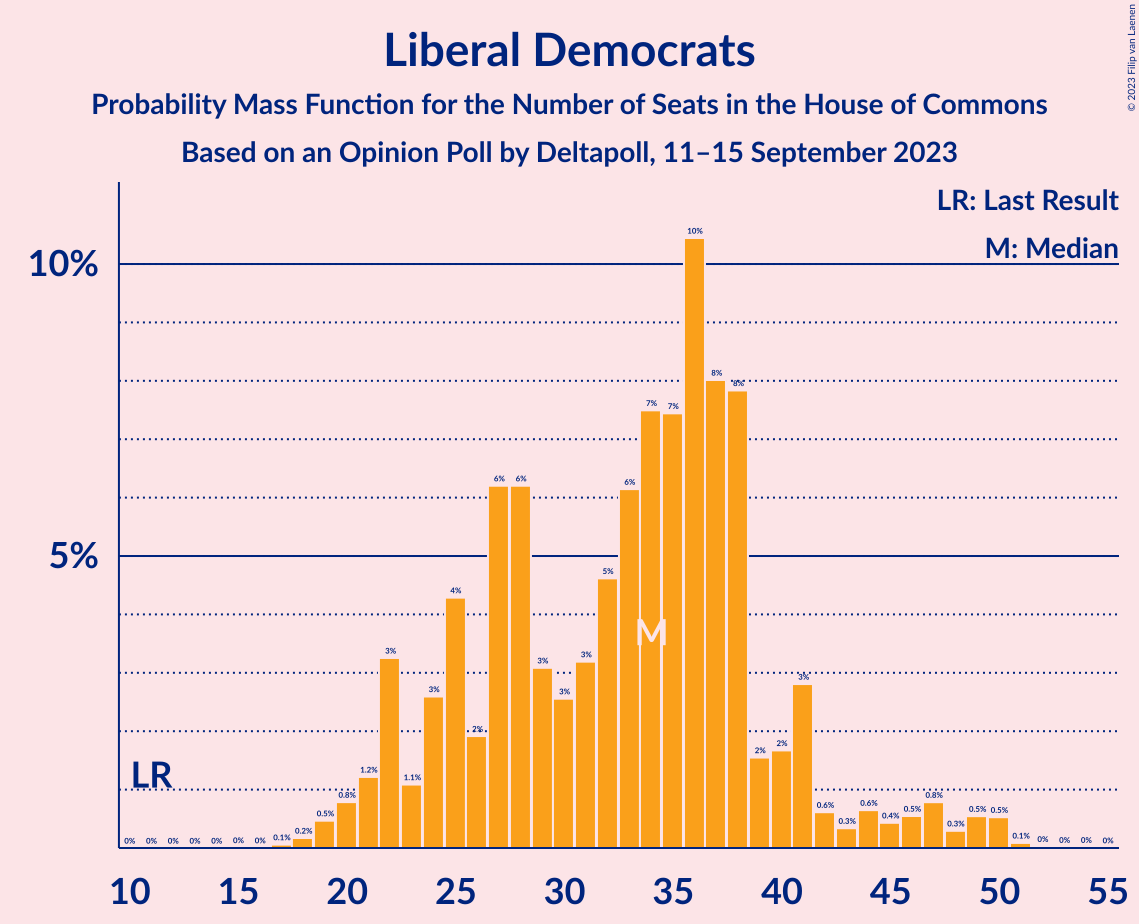 Liberal Democrats
Probability Mass Function for the Number of Seats in the House of Commons
Based on an Opinion Poll by Deltapoll, 11–15 September 2023
© 2023 Filip van Laenen
LR: Last Result
M: Median
10%
5%
LR
M
0% 0% 0% 0% 0% 0% 0% 0.1% 0.2% 0.5% 0.8% 1.2% 3% 1.1% 3% 4% 2% 6% 6% 3% 3% 3% 5% 6% 7% 7% 10% 8% 8% 2% 2% 3% 0.6% 0.3% 0.6% 0.4% 0.5% 0.8% 0.3% 0.5% 0.5% 0.1% 0% 0% 0% 0%
10 15 20 25 30 35 40 45 50 55